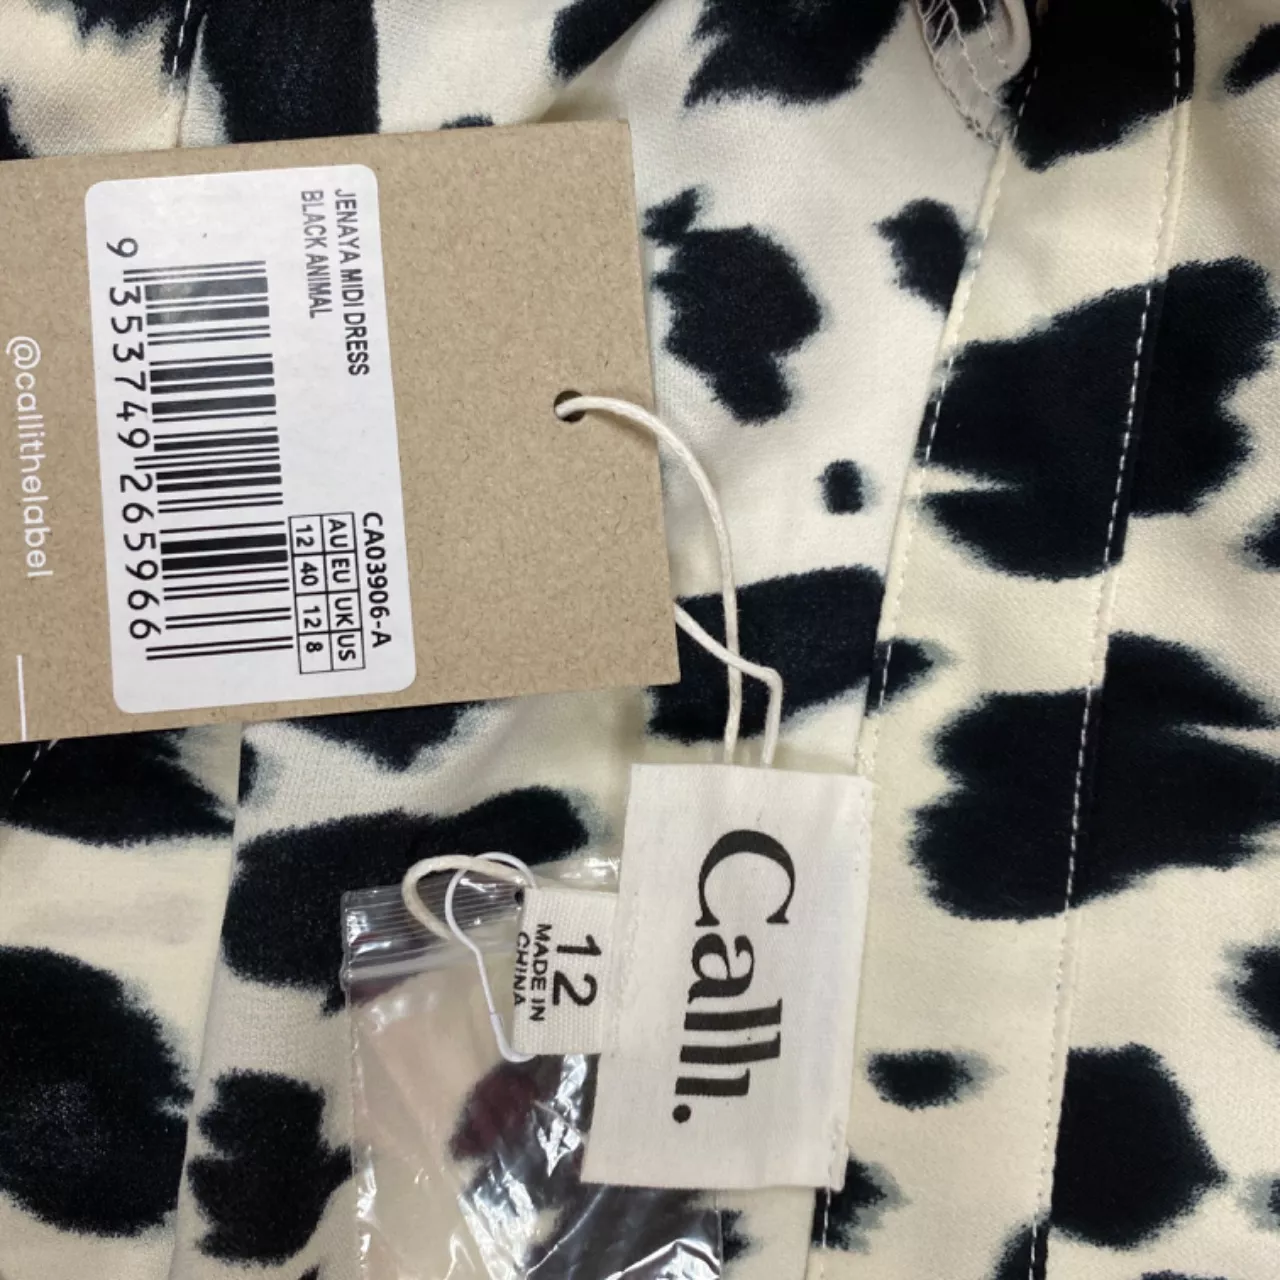 JENAYA MIDI DRESS
BLACK ANIMAL
9 353749 265966
CA03906-A
AU EU UK US
12 40 12 8
@callithelabel
Calli.
12
MADE IN
CHINA